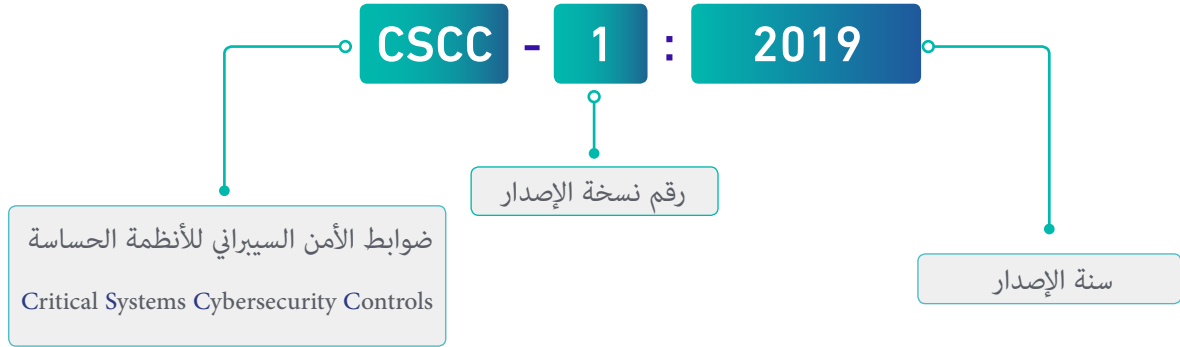 CSCC - 1 : 2019
رقم نسخة الإصدار
ضوابط الأمن السيبراني للأنظمة الحساسة
Critical Systems Cybersecurity Controls
سنة الإصدار